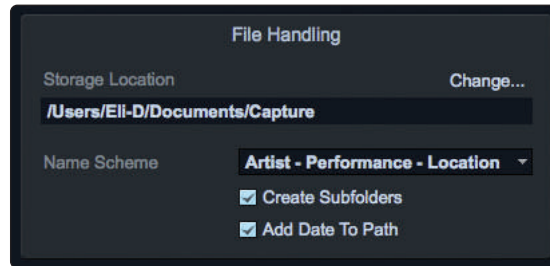 File Handling
Storage Location Change...
/Users/Eli-D/Documents/Capture
Name Scheme Artist - Performance - Location
Create Subfolders
Add Date To Path